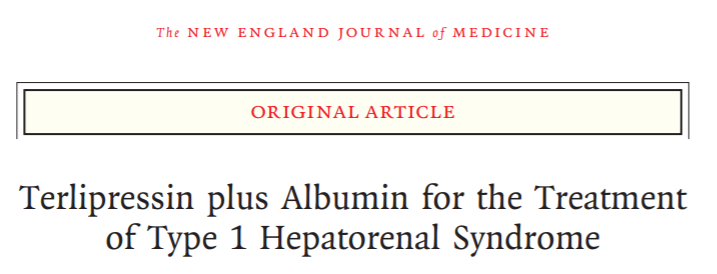 The NEW ENGLAND JOURNAL of MEDICINE
ORIGINAL ARTICLE
Terlipressin plus Albumin for the Treatment
of Type 1 Hepatorenal Syndrome